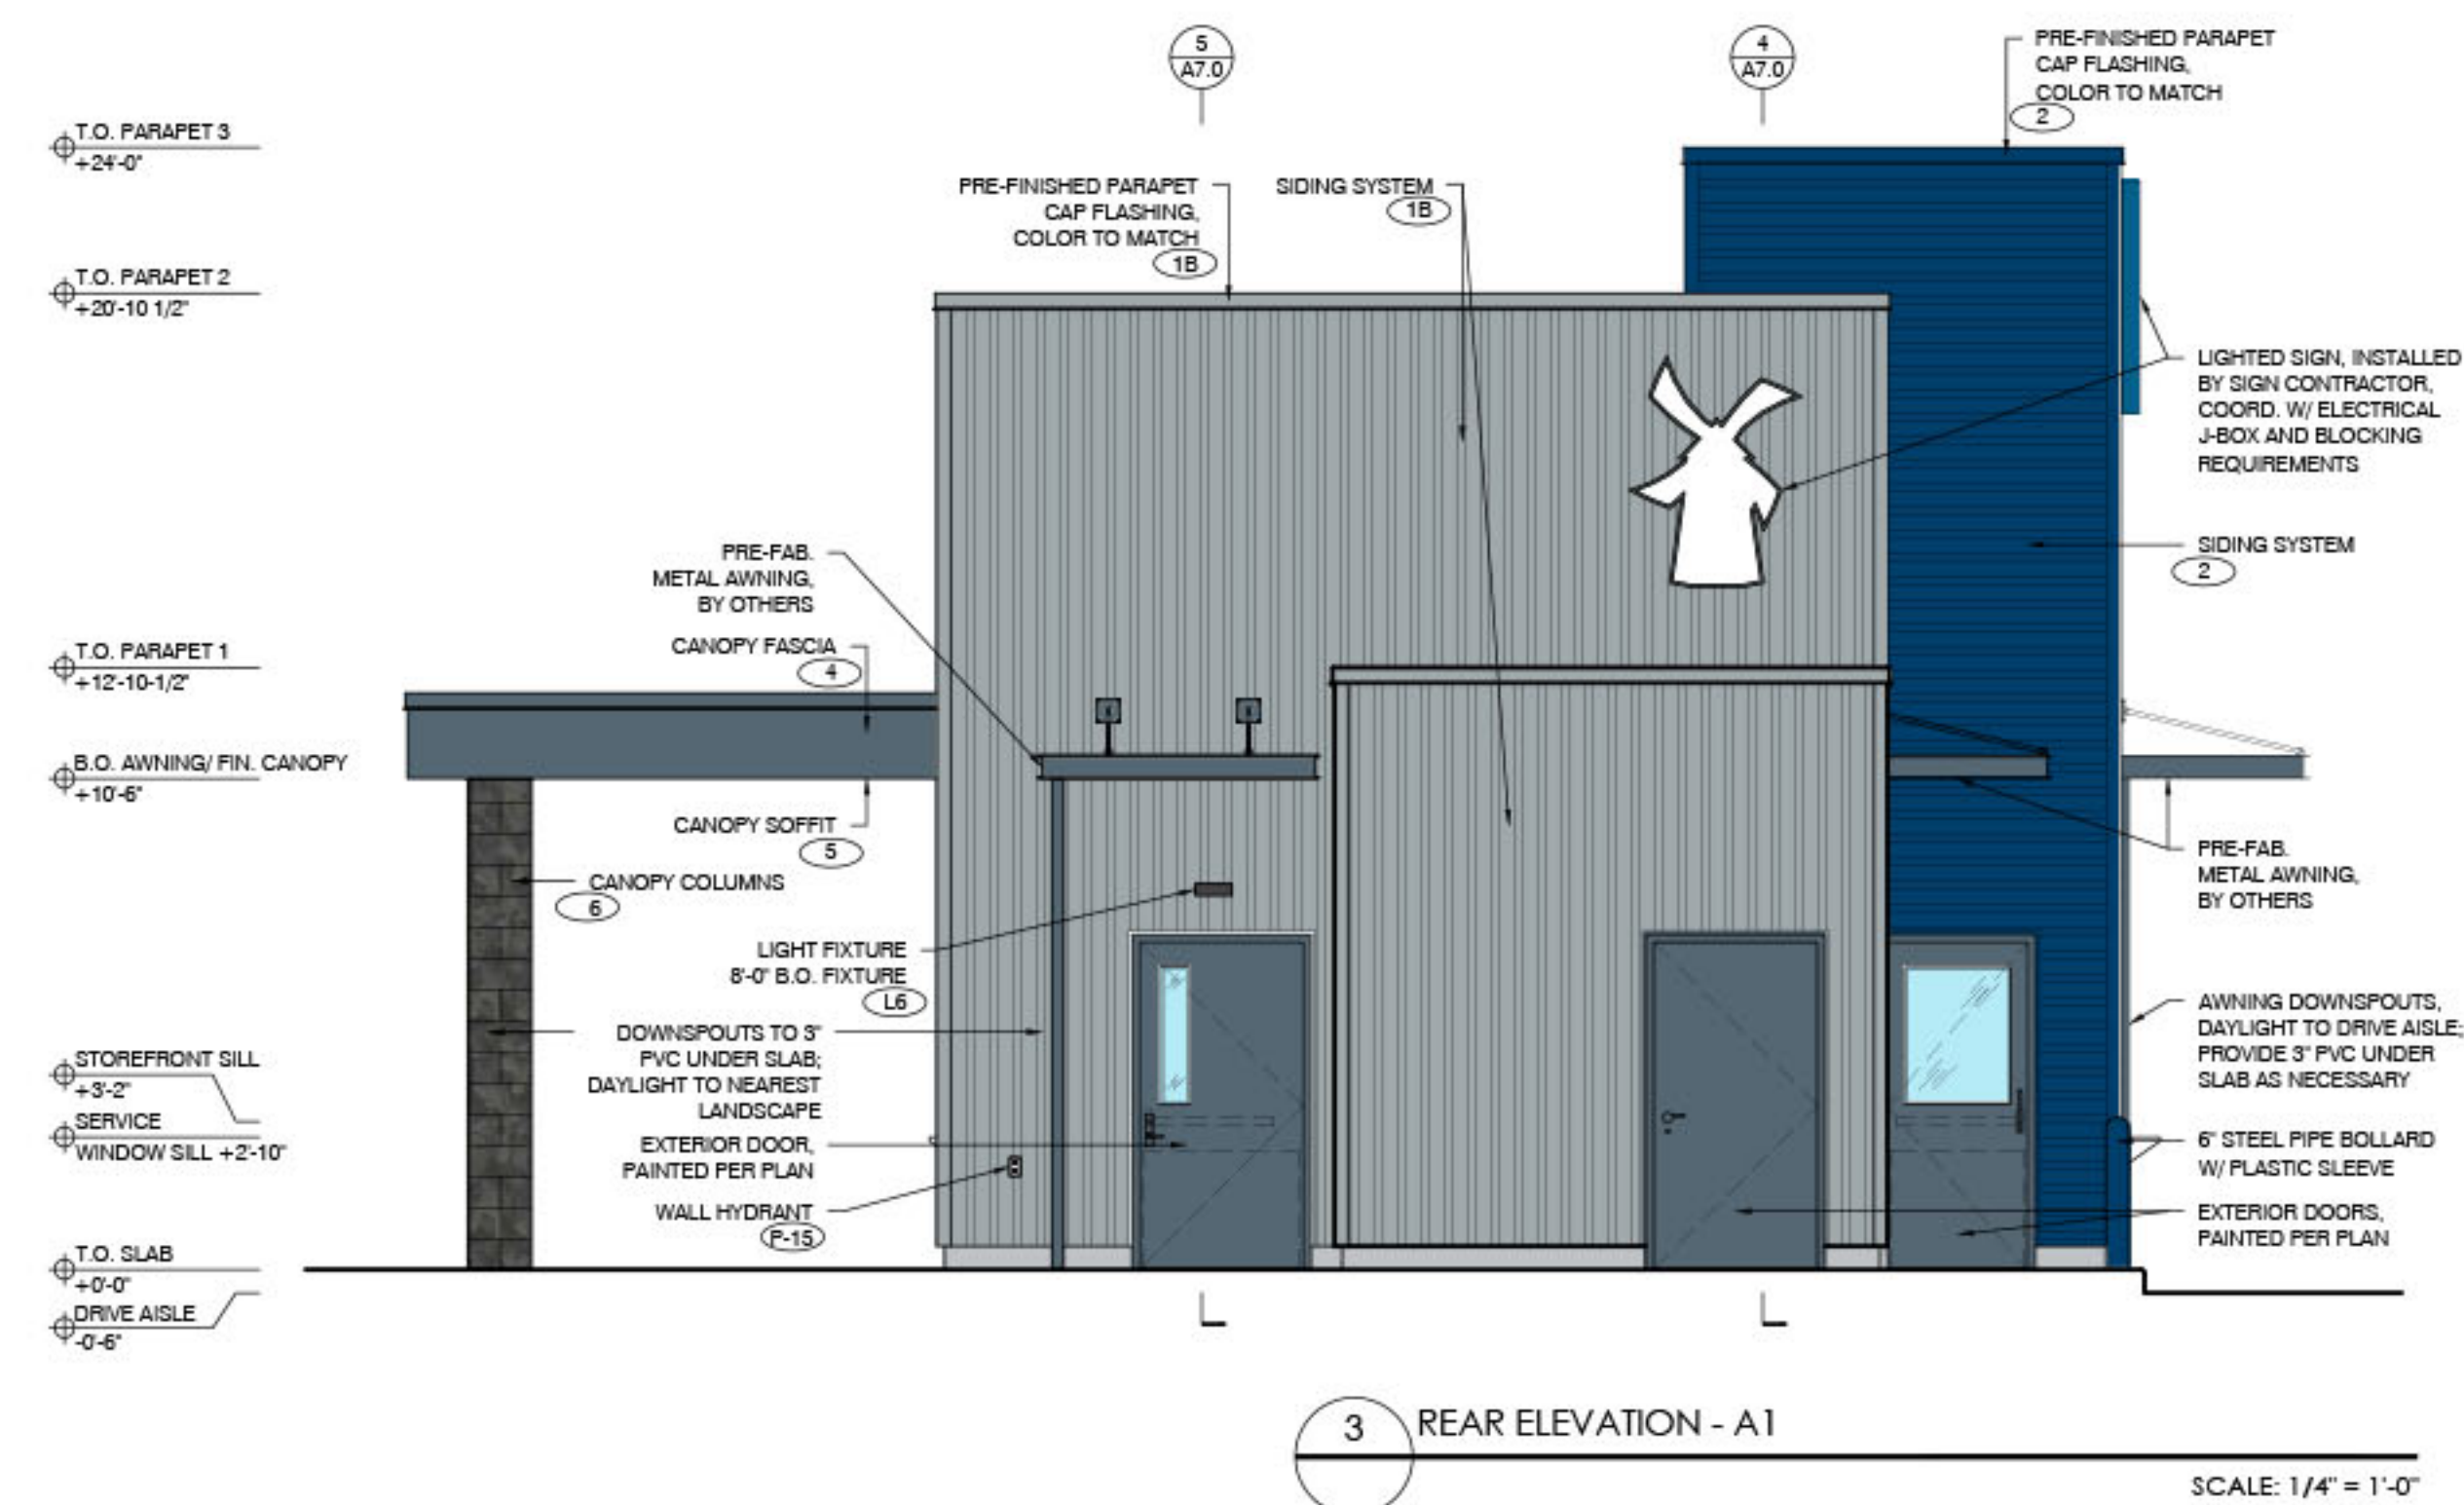 5
A7.0
4
A7.0
PRE-FINISHED PARAPET
CAP FLASHING,
COLOR TO MATCH
2
T.O. PARAPET 3
+24'-0"
PRE-FINISHED PARAPET
CAP FLASHING,
COLOR TO MATCH
1B
SIDING SYSTEM
1B
T.O. PARAPET 2
+20'-10 1/2"
LIGHTED SIGN, INSTALLED
BY SIGN CONTRACTOR,
COORD. W/ ELECTRICAL
J-BOX AND BLOCKING
REQUIREMENTS
SIDING SYSTEM
2
PRE-FAB.
METAL AWNING,
BY OTHERS
CANOPY FASCIA
4
T.O. PARAPET 1
+12'-10-1/2"
B.O. AWNING/ FIN. CANOPY
+10'-6"
CANOPY SOFFIT
5
CANOPY COLUMNS
6
PRE-FAB.
METAL AWNING,
BY OTHERS
LIGHT FIXTURE
8'-0" B.O. FIXTURE
L6
DOWNSPOUTS TO 3"
PVC UNDER SLAB;
DAYLIGHT TO NEAREST
LANDSCAPE
AWNING DOWNSPOUTS,
DAYLIGHT TO DRIVE AISLE;
PROVIDE 3" PVC UNDER
SLAB AS NECESSARY
STOREFRONT SILL
+3'-2"
SERVICE
WINDOW SILL +2'-10"
EXTERIOR DOOR,
PAINTED PER PLAN
6" STEEL PIPE BOLLARD
W/ PLASTIC SLEEVE
WALL HYDRANT
P-15
EXTERIOR DOORS,
PAINTED PER PLAN
T.O. SLAB
+0'-0"
DRIVE AISLE
-0'-6"
3
REAR ELEVATION - A1
SCALE: 1/4" = 1'-0"